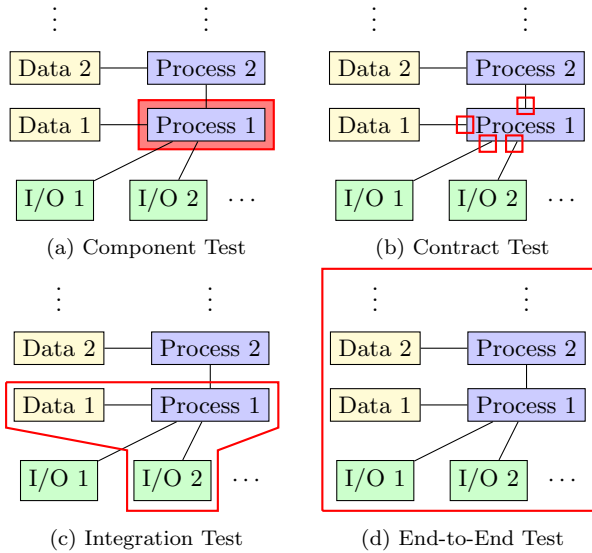 Data 2 Process 2
Data 1 Process 1
I/O 1 I/O 2 ...
(a) Component Test
Data 2 Process 2
Data 1 Process 1
I/O 1 I/O 2 ...
(b) Contract Test
Data 2 Process 2
Data 1 Process 1
I/O 1 I/O 2 ...
(c) Integration Test
Data 2 Process 2
Data 1 Process 1
I/O 1 I/O 2 ...
(d) End-to-End Test